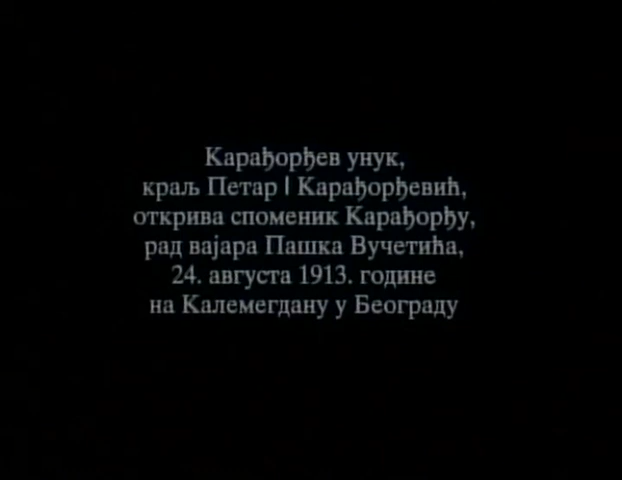 Карађорђев унук,
краљ Петар I Карађорђевић,
открива споменик Карађорђу,
рад вајара Пашка Вучетића,
24. августа 1913. године
на Калемегдану у Београду